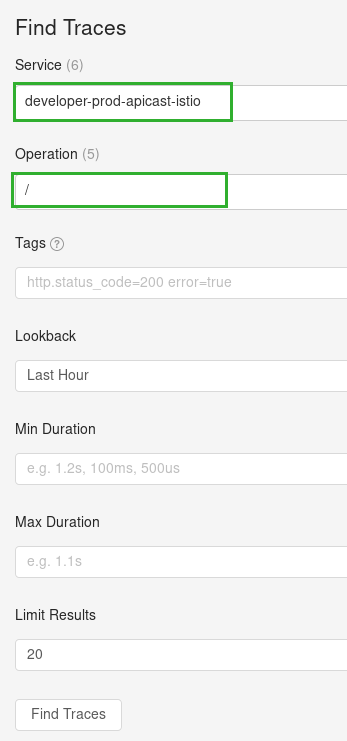 Find Traces
Service (6)
developer-prod-apicast-istio
Operation (5)
/
Tags ?
http.status_code=200 error=true
Lookback
Last Hour
Min Duration
e.g. 1.2s, 100ms, 500us
Max Duration
e.g. 1.1s
Limit Results
20
Find Traces